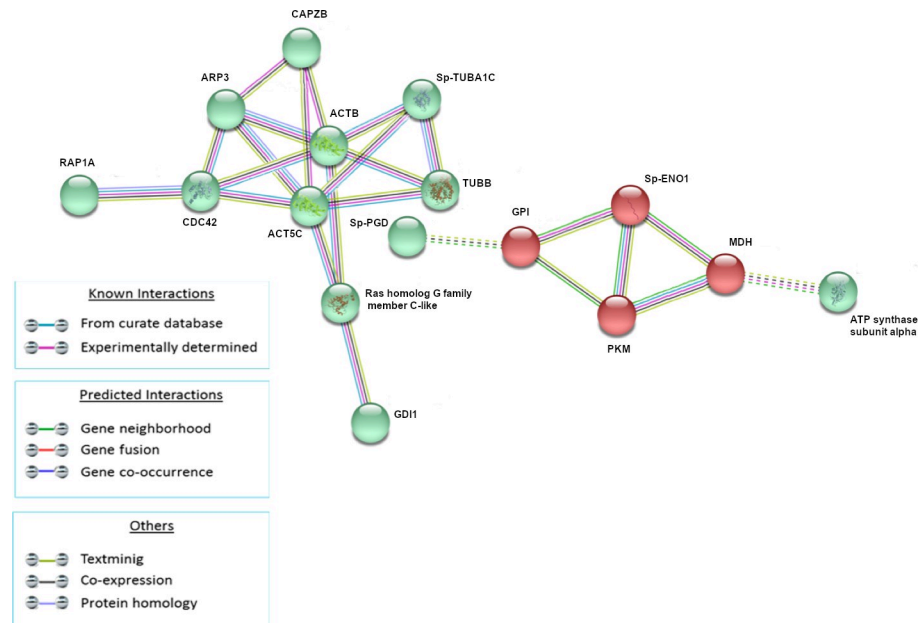 CAPZB
ARP3
Sp-TUBA1C
ACTB
RAP1A
TUBB
CDC42
ACT5C
Sp-PGD
Sp-ENO1
GPI
MDH
Ras homolog G family
member C-like
PKM
ATP synthase
subunit alpha
GDI1
Known Interactions
From curate database
Experimentally determined
Predicted Interactions
Gene neighborhood
Gene fusion
Gene co-occurrence
Others
Textminig
Co-expression
Protein homology